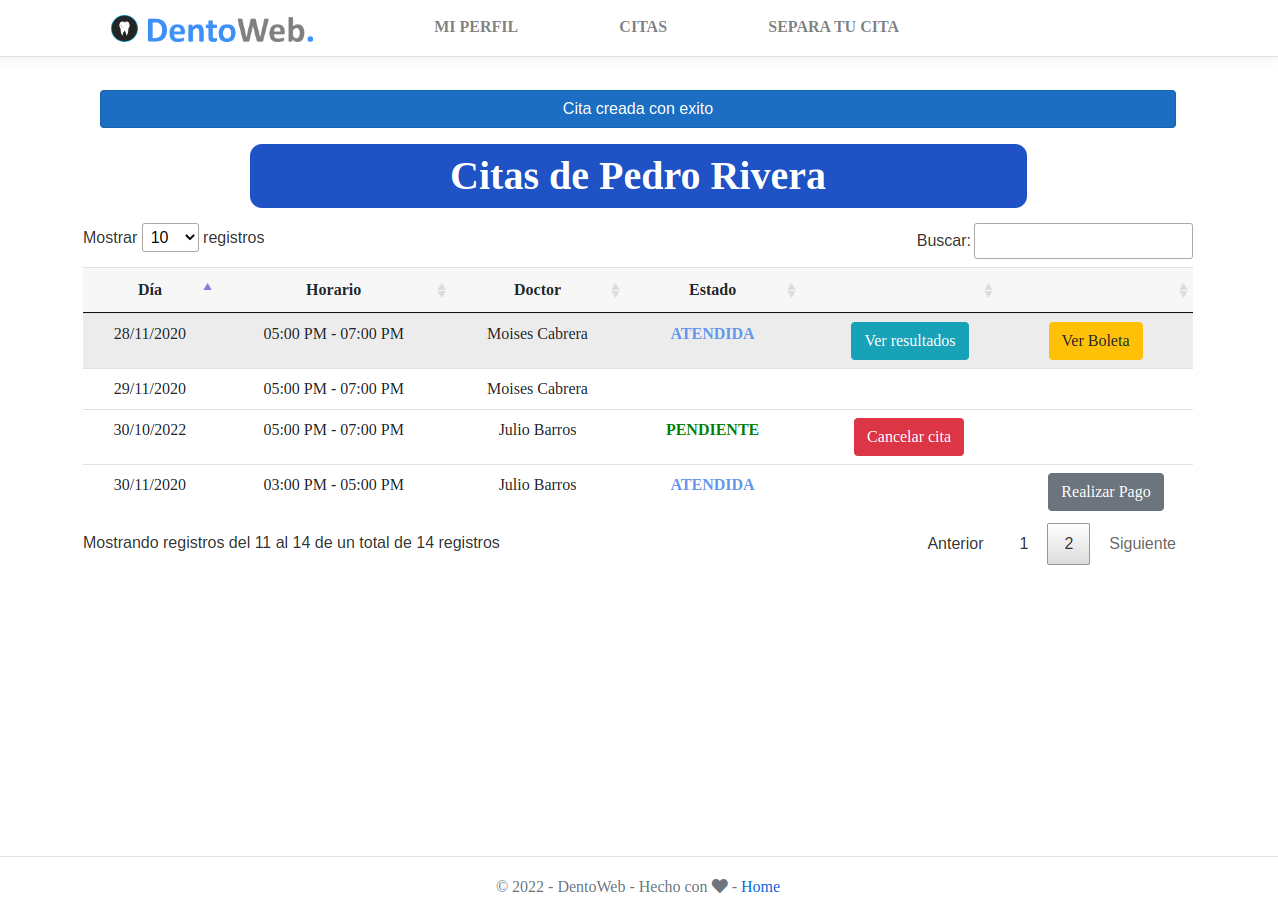 DentoWeb. MI PERFIL CITAS SEPARA TU CITA
Cita creada con exito
Citas de Pedro Rivera
Mostrar 10 registros Buscar:
Día Horario Doctor Estado
28/11/2020 05:00 PM - 07:00 PM Moises Cabrera ATENDIDA Ver resultados Ver Boleta
29/11/2020 05:00 PM - 07:00 PM Moises Cabrera
30/10/2022 05:00 PM - 07:00 PM Julio Barros PENDIENTE Cancelar cita
30/11/2020 03:00 PM - 05:00 PM Julio Barros ATENDIDA Realizar Pago
Mostrando registros del 11 al 14 de un total de 14 registros Anterior 1 2 Siguiente
© 2022 - DentoWeb - Hecho con - Home